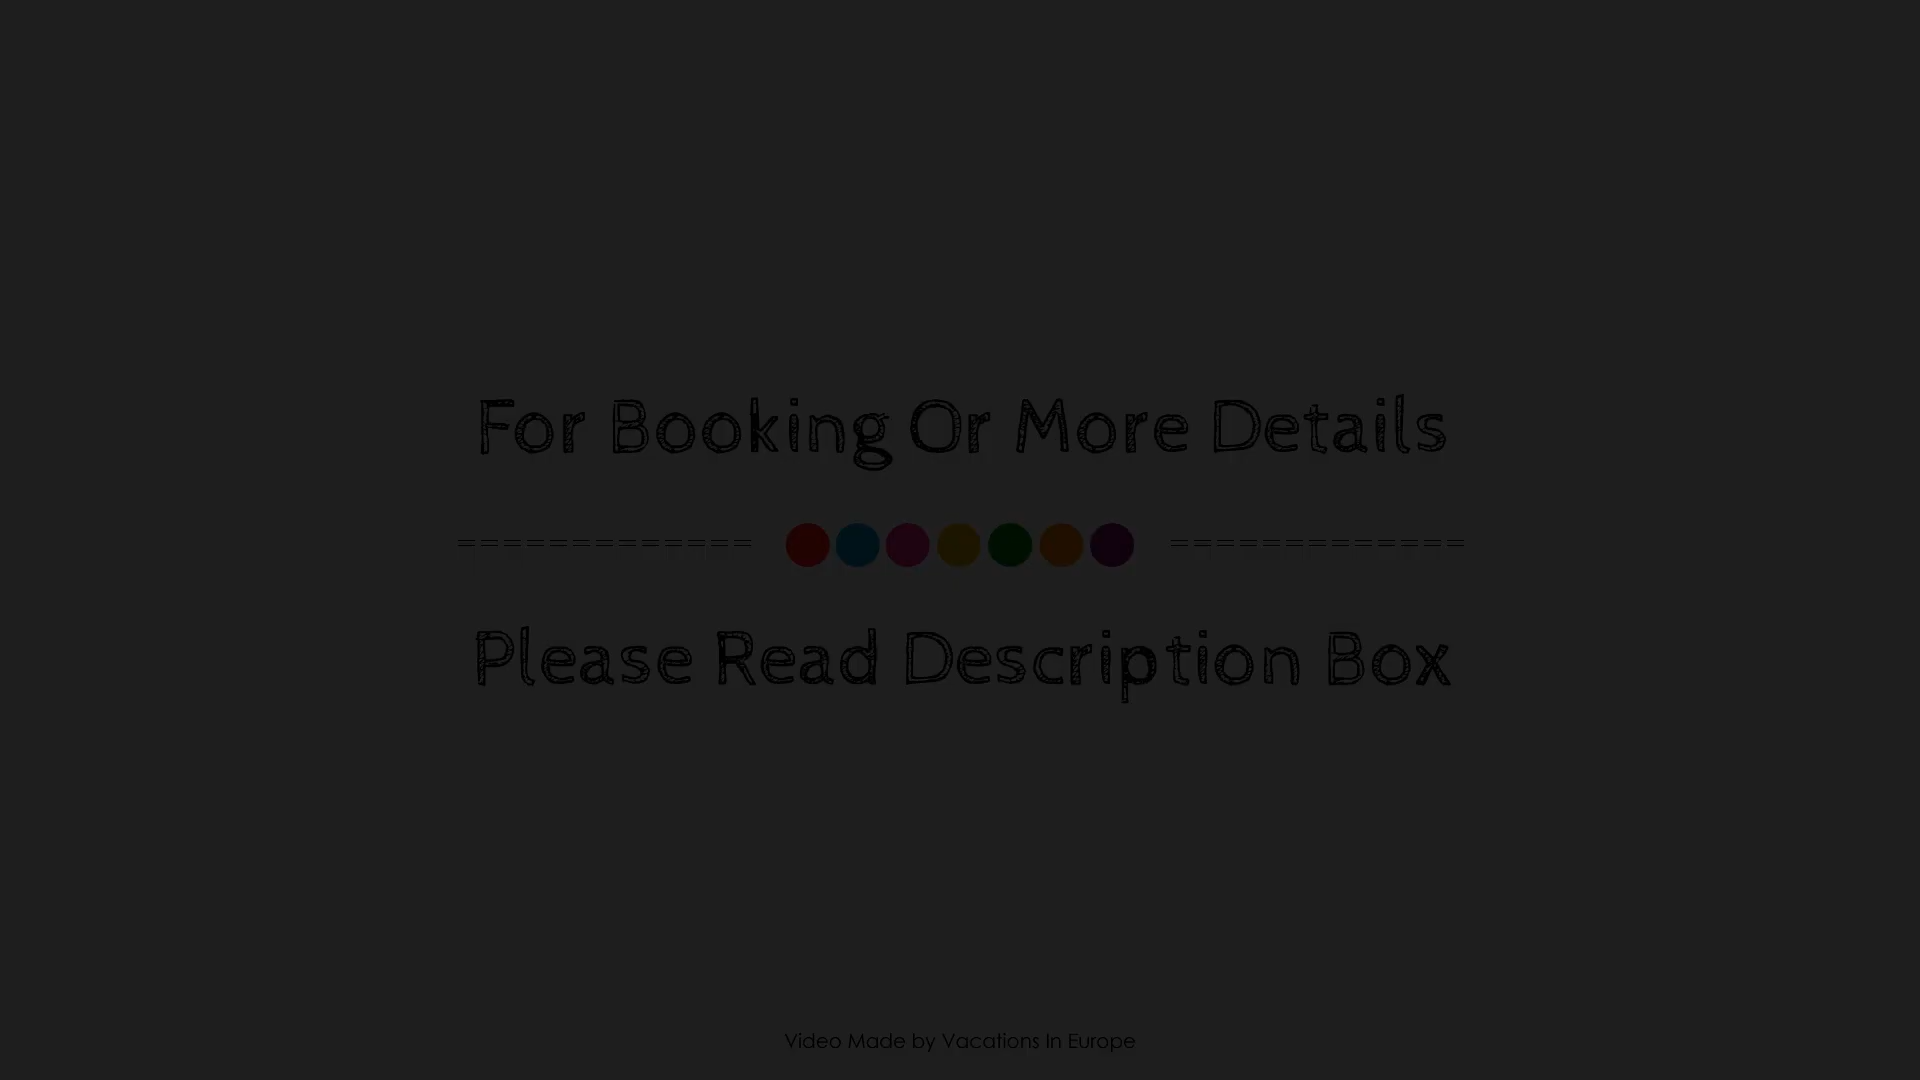 For Booking Or More Details
============= =============
Please Read Description Box
Video Made by Vacations In Europe